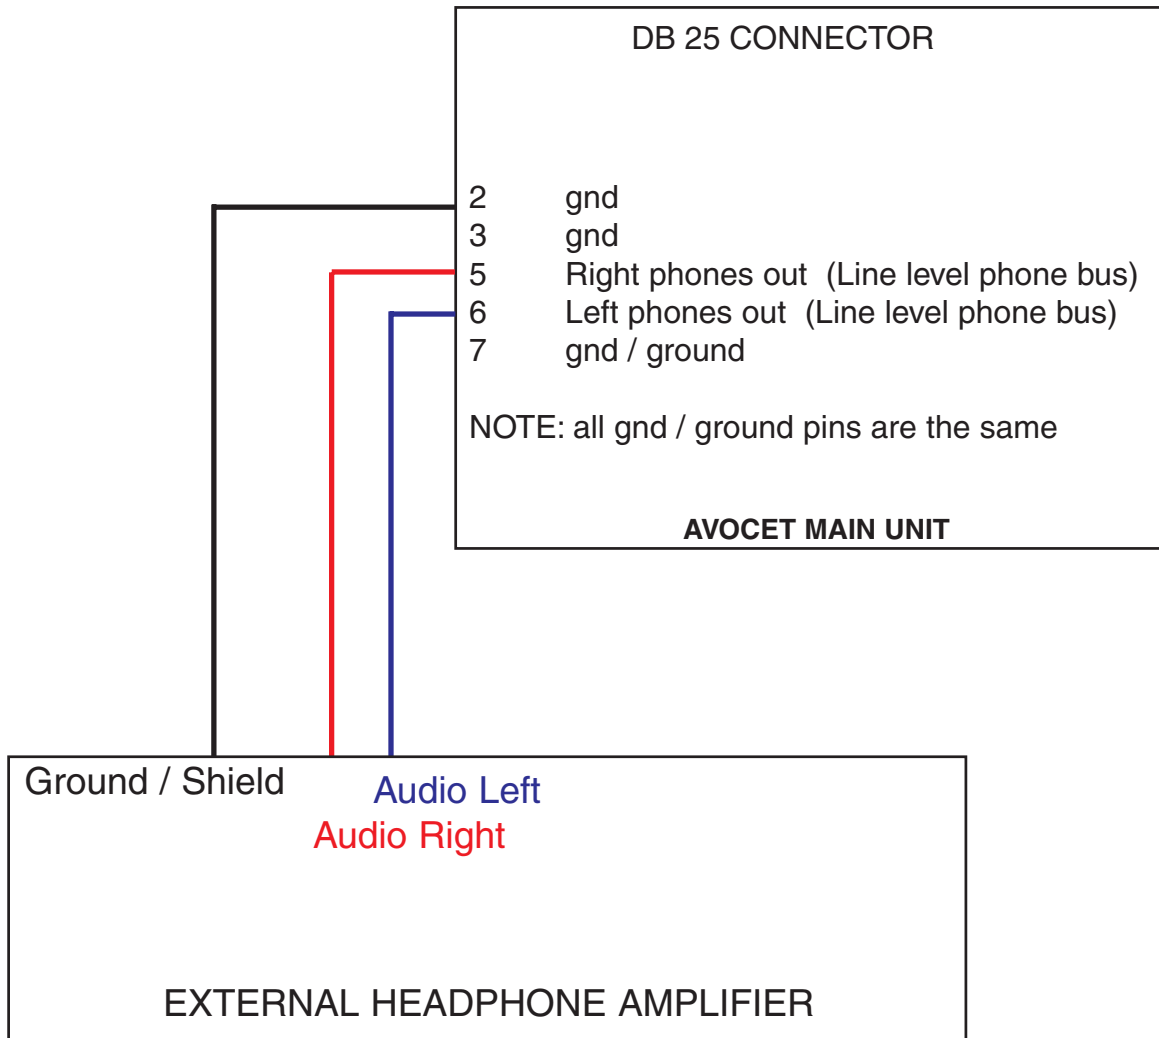 DB 25 CONNECTOR
2 gnd
3 gnd
5 Right phones out (Line level phone bus)
6 Left phones out (Line level phone bus)
7 gnd / ground
NOTE: all gnd / ground pins are the same
AVOCET MAIN UNIT
Ground / Shield
Audio Left
Audio Right
EXTERNAL HEADPHONE AMPLIFIER